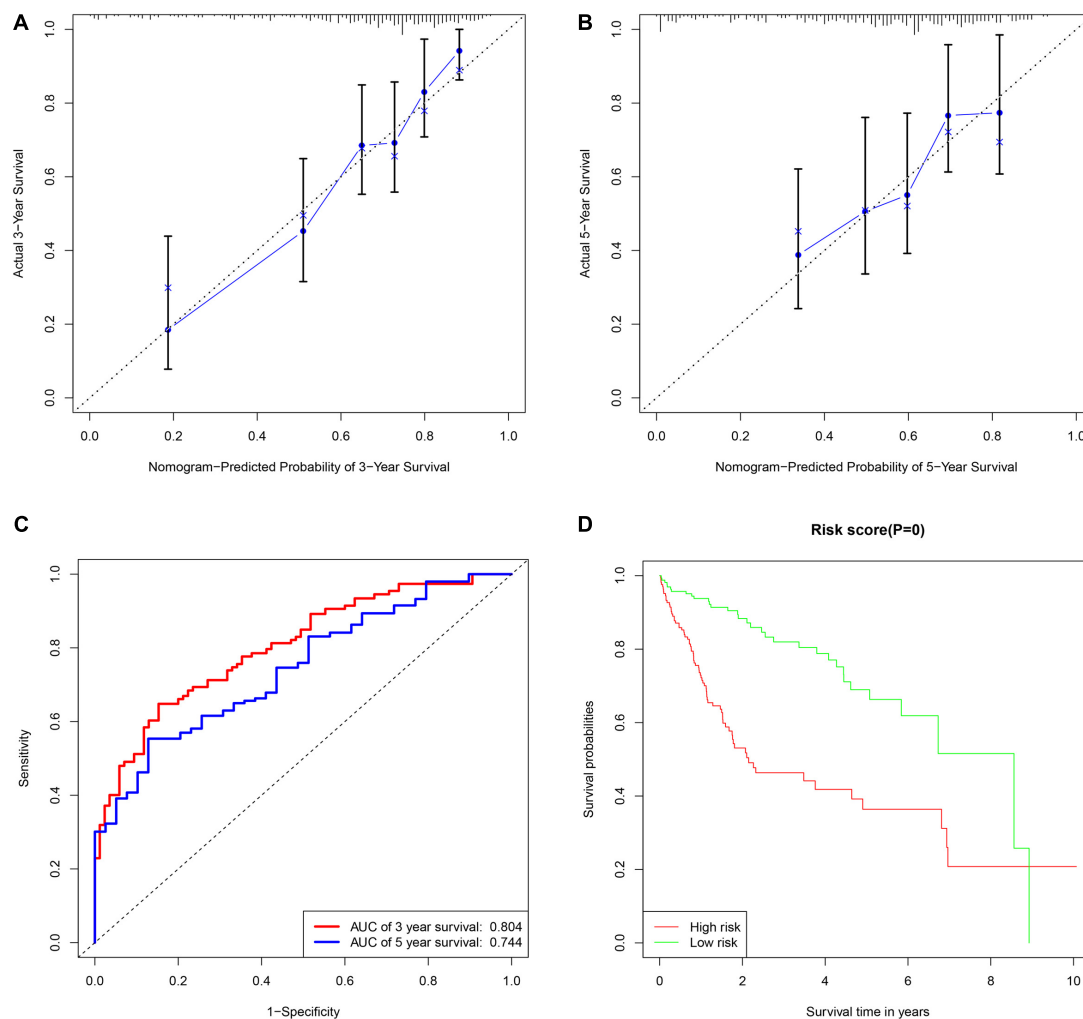 A
Actual 3−Year Survival
1.0
0.8
0.6
0.4
0.2
0.0
0.0 0.2 0.4 0.6 0.8 1.0
Nomogram−Predicted Probability of 3−Year Survival
B
Actual 5−Year Survival
1.0
0.8
0.6
0.4
0.2
0.0
0.0 0.2 0.4 0.6 0.8 1.0
Nomogram−Predicted Probability of 5−Year Survival
C
Sensitivity
1.0
0.8
0.6
0.4
0.2
0.0
AUC of 3 year survival: 0.804
AUC of 5 year survival: 0.744
0.0 0.2 0.4 0.6 0.8 1.0
1−Specificity
D
Risk score(P=0)
Survival probabilities
1.0
0.8
0.6
0.4
0.2
0.0
High risk
Low risk
0 2 4 6 8 10
Survival time in years